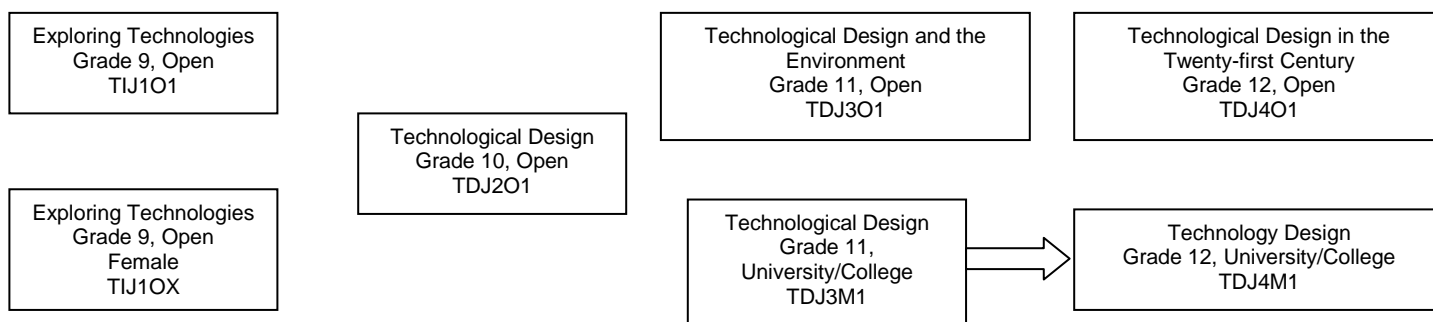 Exploring Technologies
Grade 9, Open
TIJ1O1
Exploring Technologies
Grade 9, Open
Female
TIJ1OX
Technological Design
Grade 10, Open
TDJ2O1
Technological Design and the
Environment
Grade 11, Open
TDJ3O1
Technological Design
Grade 11,
University/College
TDJ3M1
Technological Design in the
Twenty-first Century
Grade 12, Open
TDJ4O1
Technology Design
Grade 12, University/College
TDJ4M1